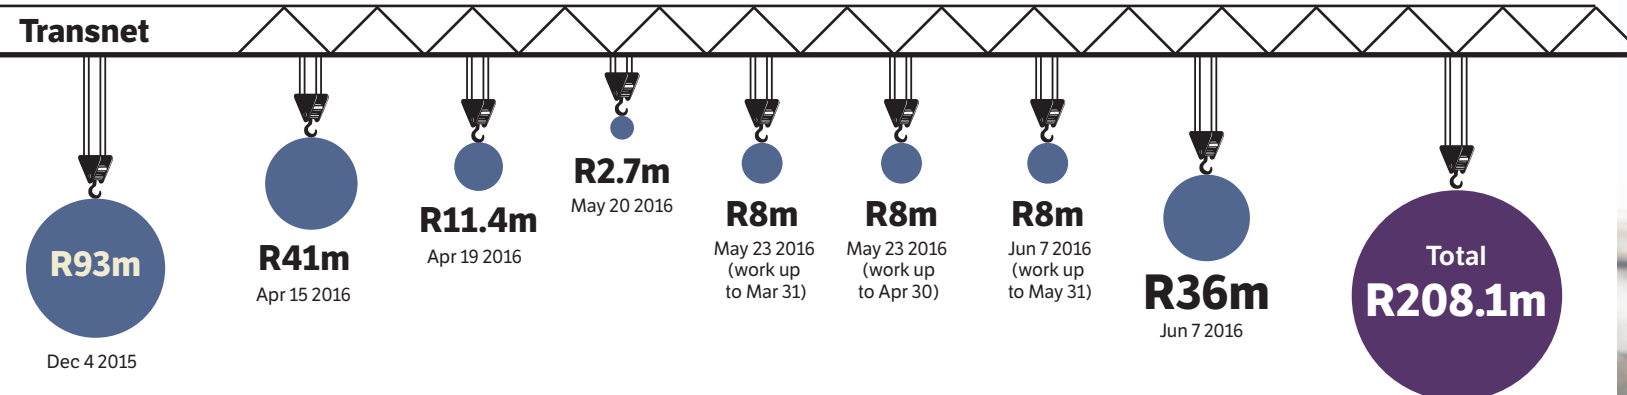 Transnet
R93m
Dec 4 2015
R41m
Apr 15 2016
R11.4m
Apr 19 2016
R2.7m
May 20 2016
R8m
May 23 2016
(work up
to Mar 31)
R8m
May 23 2016
(work up
to Apr 30)
R8m
Jun 7 2016
(work up
to May 31)
R36m
Jun 7 2016
Total
R208.1m